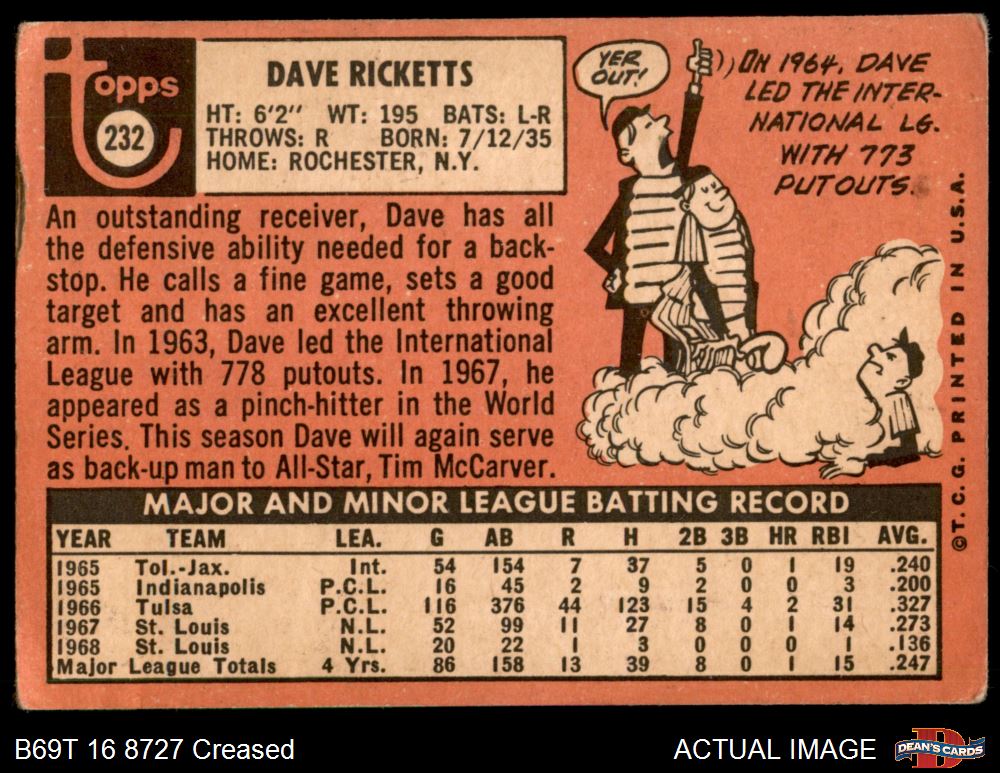 Topps
232
DAVE RICKETTS
HT: 6'2" WT: 195 BATS: L-R
THROWS: R BORN: 7/12/35
HOME: ROCHESTER, N.Y.
An outstanding receiver, Dave has all
the defensive ability needed for a back-
stop. He calls a fine game, sets a good
target and has an excellent throwing
arm. In 1963, Dave led the International
League with 778 putouts. In 1967, he
appeared as a pinch-hitter in the World
Series. This season Dave will again serve
as back-up man to All-Star, Tim McCarver.
YER
OUT!
IN 1964, DAVE
LED THE INTER-
NATIONAL LG.
WITH 773
PUTOUTS.
©T.C.G. PRINTED IN U.S.A.
MAJOR AND MINOR LEAGUE BATTING RECORD
YEAR TEAM LEA. G AB R H 2B 3B HR RBI AVG.
1965 Tol.-Jax. Int. 54 154 7 37 5 0 1 19 .240
1965 Indianapolis P.C.L. 16 45 2 9 2 0 0 3 .200
1966 Tulsa P.C.L. 116 376 44 123 15 4 2 31 .327
1967 St. Louis N.L. 52 99 11 27 8 0 1 14 .273
1968 St. Louis N.L. 20 22 1 3 0 0 0 1 .136
Major League Totals 4 Yrs. 86 158 13 39 8 0 1 15 .247
B69T 16 8727 Creased
ACTUAL IMAGE
DEAN'S CARDS